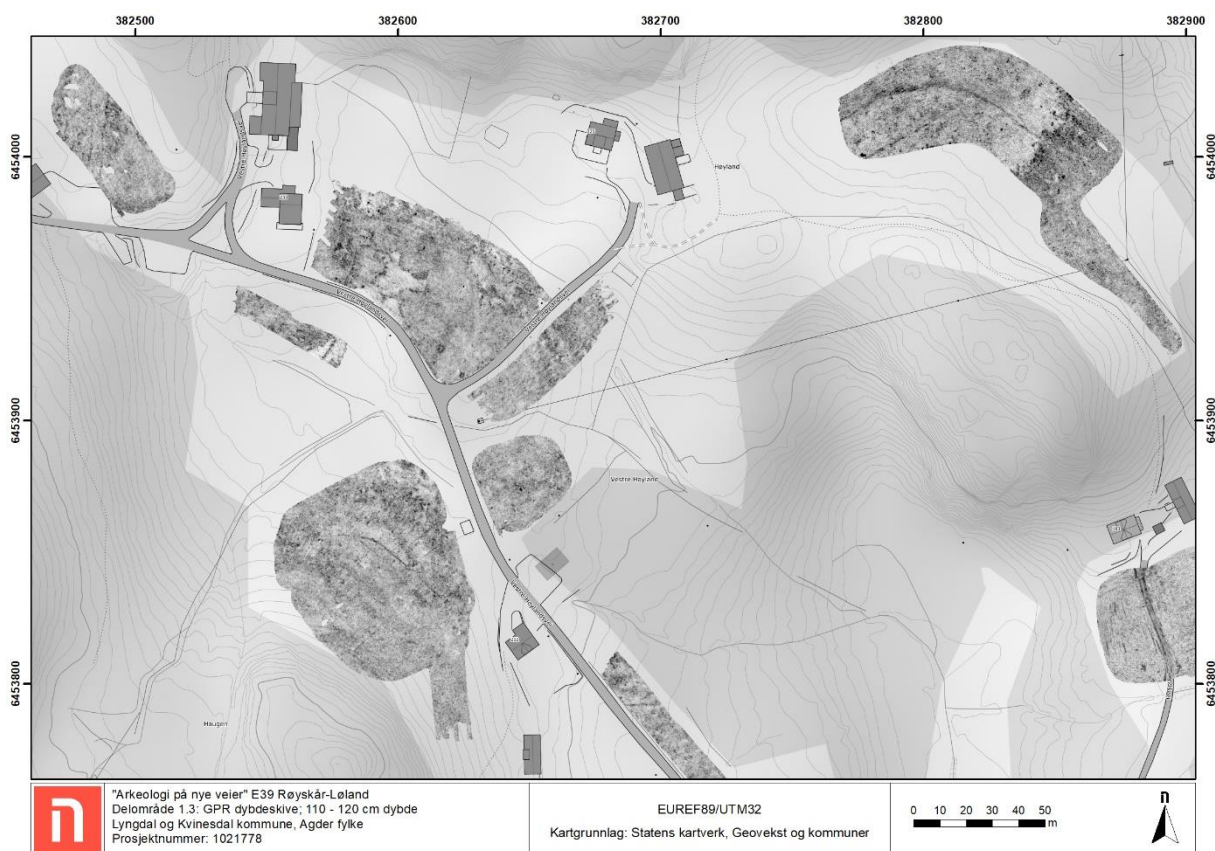 382500 382600 382700 382800 382900
6454000
6454000
Høyland
6453900
6453900
Vestre Høyland
6453800
6453800
Haugen
"Arkeologi på nye veier" E39 Røyskår-Løland
Delområde 1.3: GPR dybdeskive; 110 - 120 cm dybde
Lyngdal og Kvinesdal kommune, Agder fylke
Prosjektnummer: 1021778
EUREF89/UTM32
Kartgrunnlag: Statens kartverk, Geovekst og kommuner
0 10 20 30 40 50
m
n